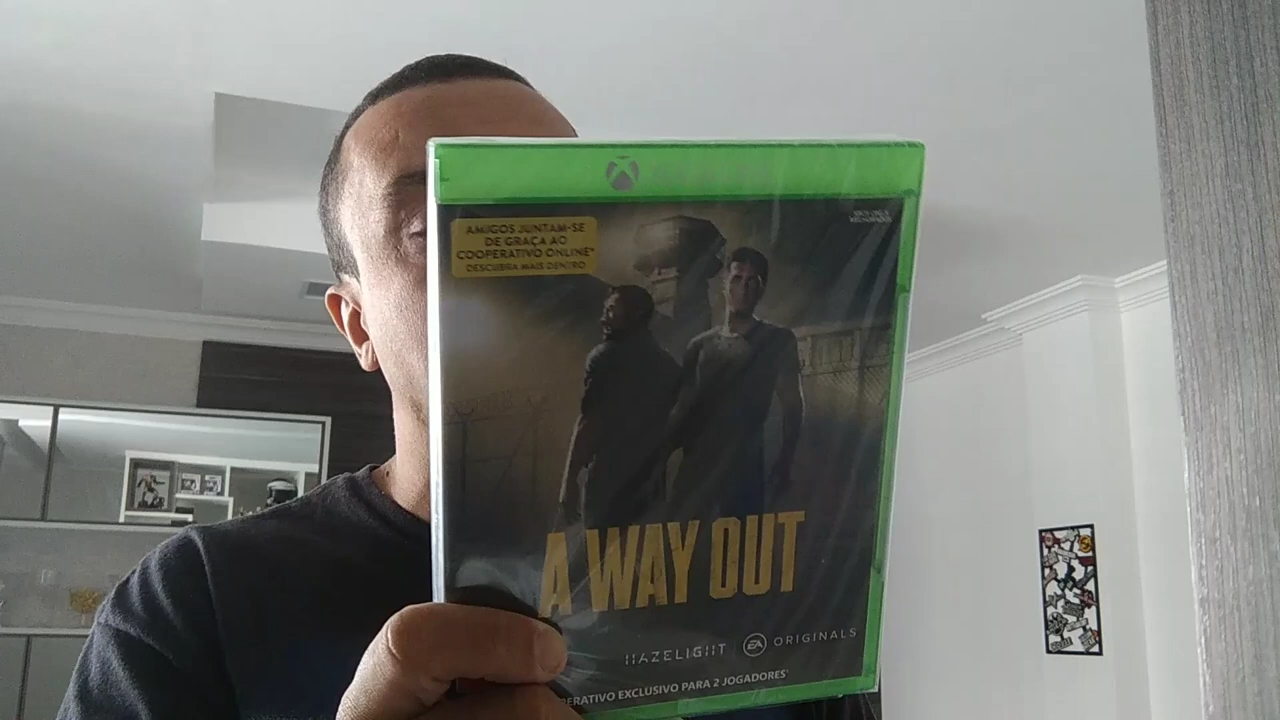 AMIGOS JUNTAM-SE
DE GRAÇA AO
COOPERATIVO ONLINE*
DESCUBRA MAIS DENTRO
A WAY OUT
HAZELIGHT
EA ORIGINALS
ERATIVO EXCLUSIVO PARA 2 JOGADORES*